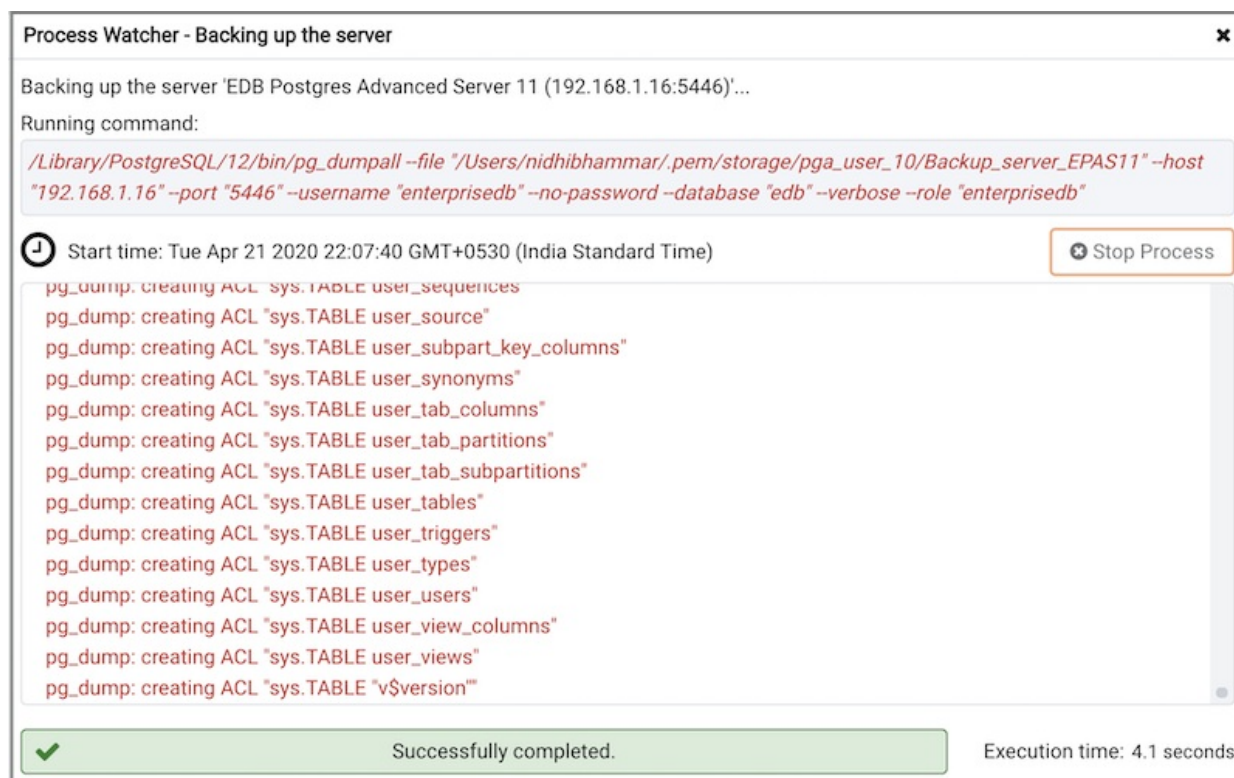 Process Watcher - Backing up the server
Backing up the server 'EDB Postgres Advanced Server 11 (192.168.1.16:5446)'...
Running command:
/Library/PostgreSQL/12/bin/pg_dumpall --file "/Users/nidhibhammar/.pem/storage/pga_user_10/Backup_server_EPAS11" --host
"192.168.1.16" --port "5446" --username "enterprisedb" --no-password --database "edb" --verbose --role "enterprisedb"
Start time: Tue Apr 21 2020 22:07:40 GMT+0530 (India Standard Time)
Stop Process
pg_dump: creating ACL "sys.TABLE user_sequences"
pg_dump: creating ACL "sys.TABLE user_source"
pg_dump: creating ACL "sys.TABLE user_subpart_key_columns"
pg_dump: creating ACL "sys.TABLE user_synonyms"
pg_dump: creating ACL "sys.TABLE user_tab_columns"
pg_dump: creating ACL "sys.TABLE user_tab_partitions"
pg_dump: creating ACL "sys.TABLE user_tab_subpartitions"
pg_dump: creating ACL "sys.TABLE user_tables"
pg_dump: creating ACL "sys.TABLE user_triggers"
pg_dump: creating ACL "sys.TABLE user_types"
pg_dump: creating ACL "sys.TABLE user_users"
pg_dump: creating ACL "sys.TABLE user_view_columns"
pg_dump: creating ACL "sys.TABLE user_views"
pg_dump: creating ACL "sys.TABLE "v$version""
Successfully completed.
Execution time: 4.1 seconds